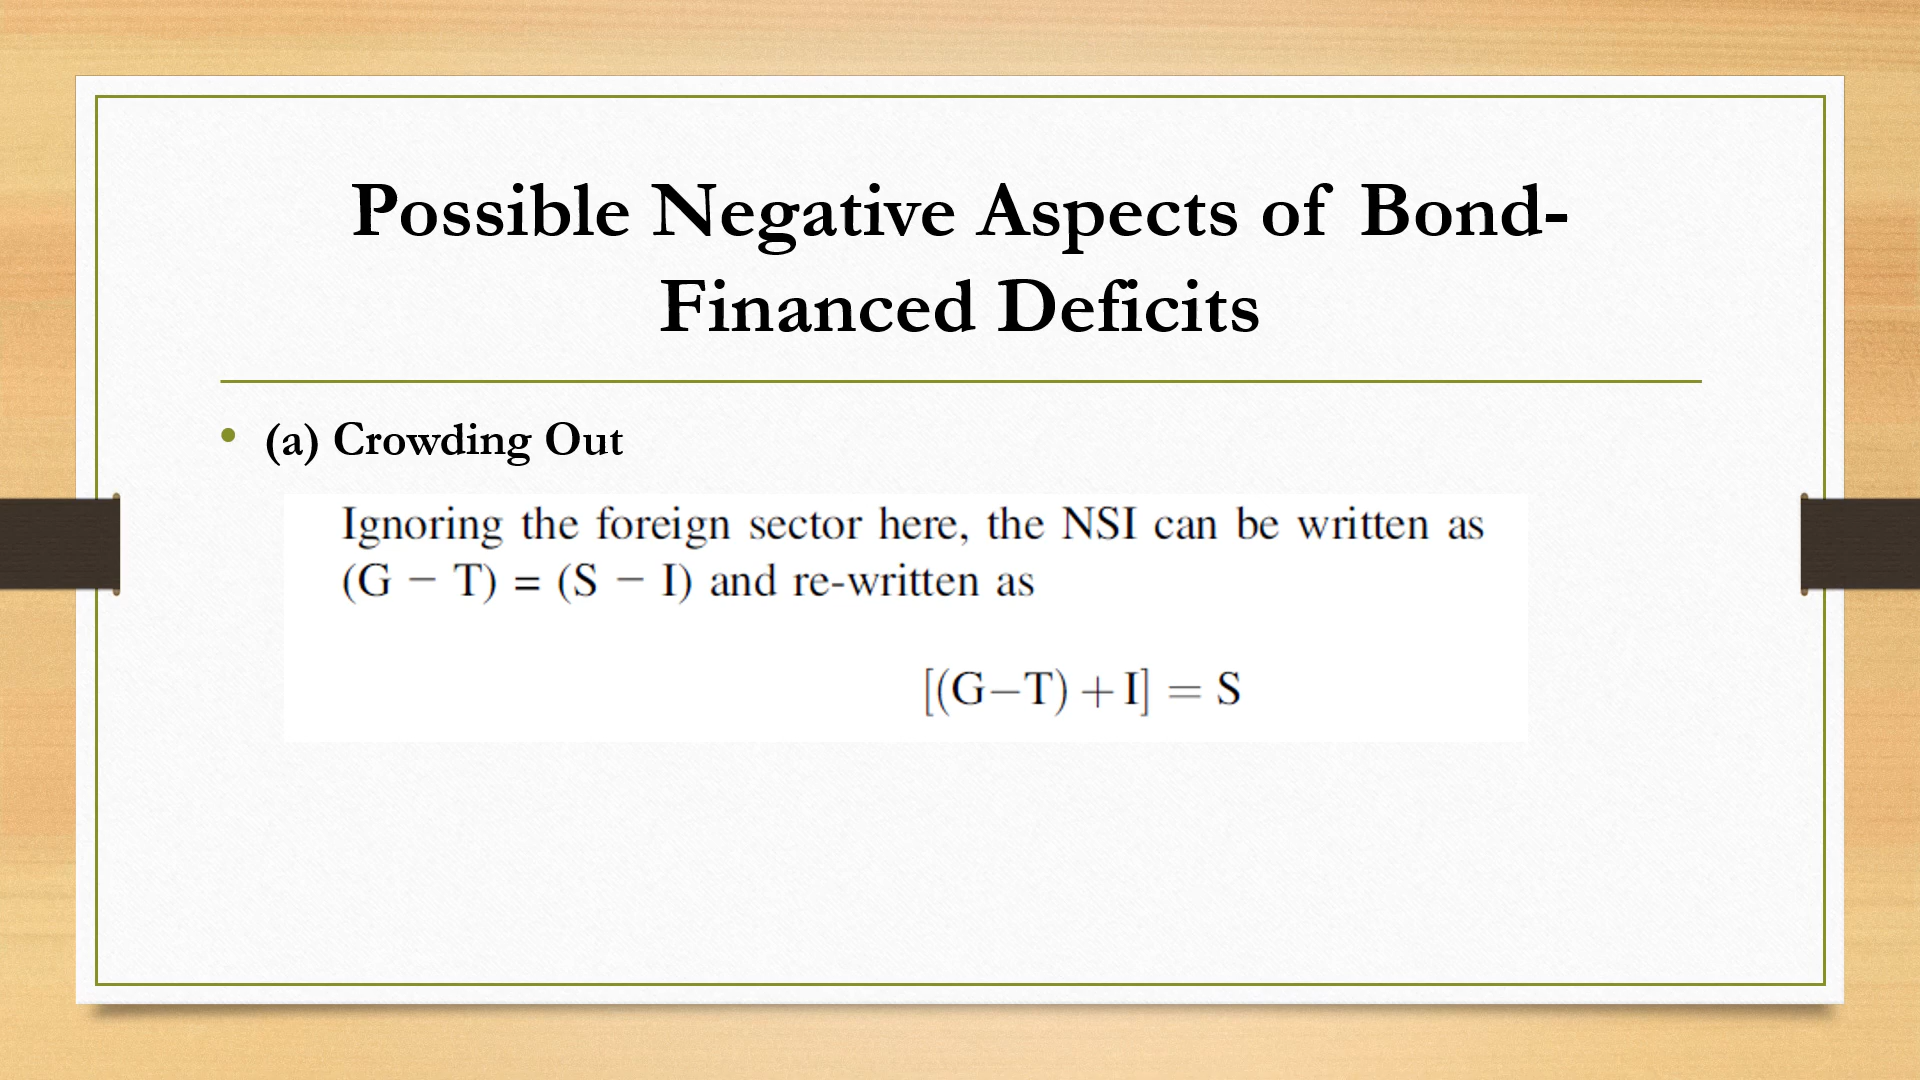 Possible Negative Aspects of Bond-
Financed Deficits
• (a) Crowding Out
Ignoring the foreign sector here, the NSI can be written as
(G − T) = (S − I) and re-written as
[(G−T) + I] = S